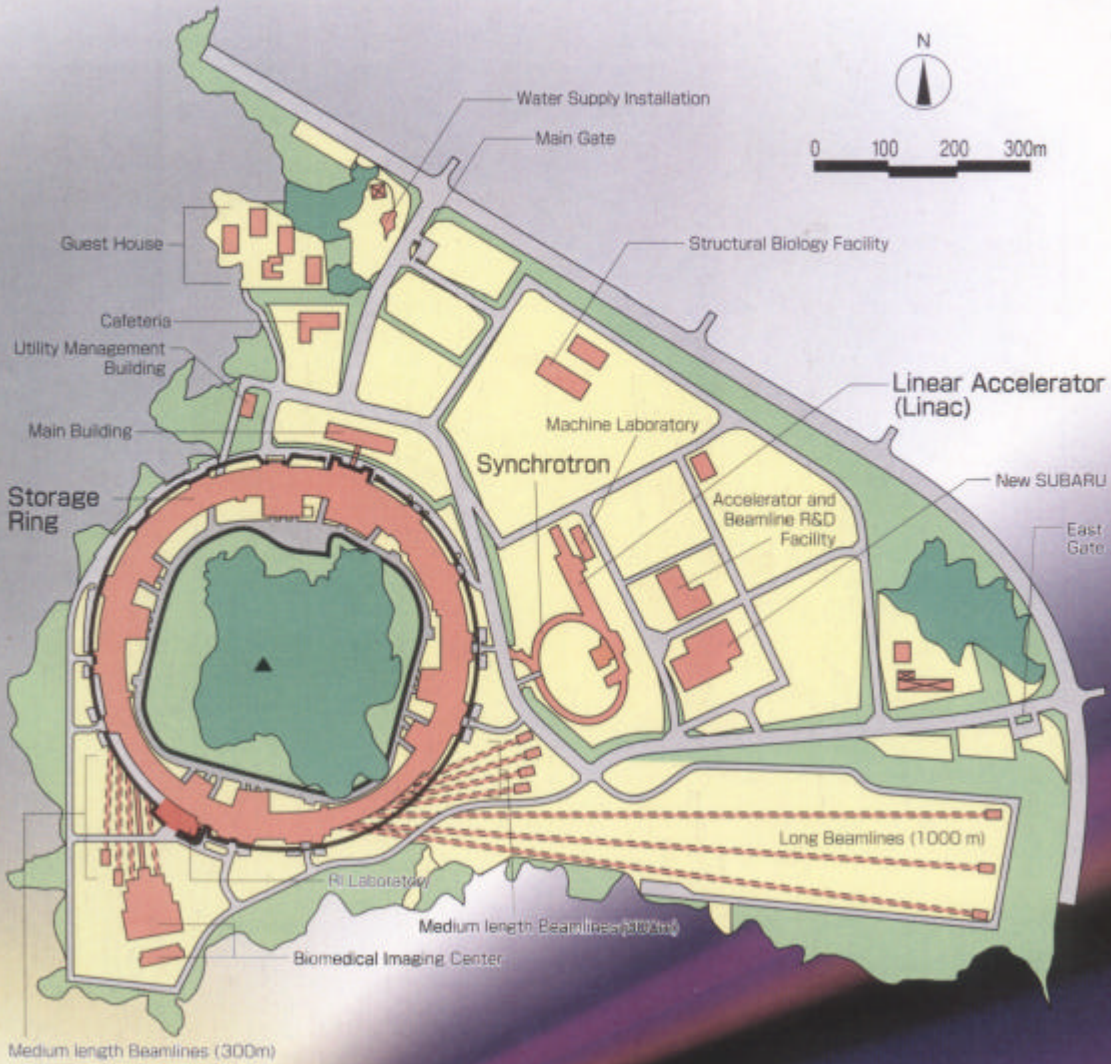 N
0 100 200 300m
Water Supply Installation
Main Gate
Guest House
Structural Biology Facility
Cafeteria
Utility Management
Building
Linear Accelerator
(Linac)
Main Building
Machine Laboratory
Synchrotron
Storage
Ring
New SUBARU
Accelerator and
Beamline R&D
Facility
East
Gate
Long Beamlines (1000 m)
RI Laboratory
Medium length Beamlines
Biomedical Imaging Center
Medium length Beamlines (300m)